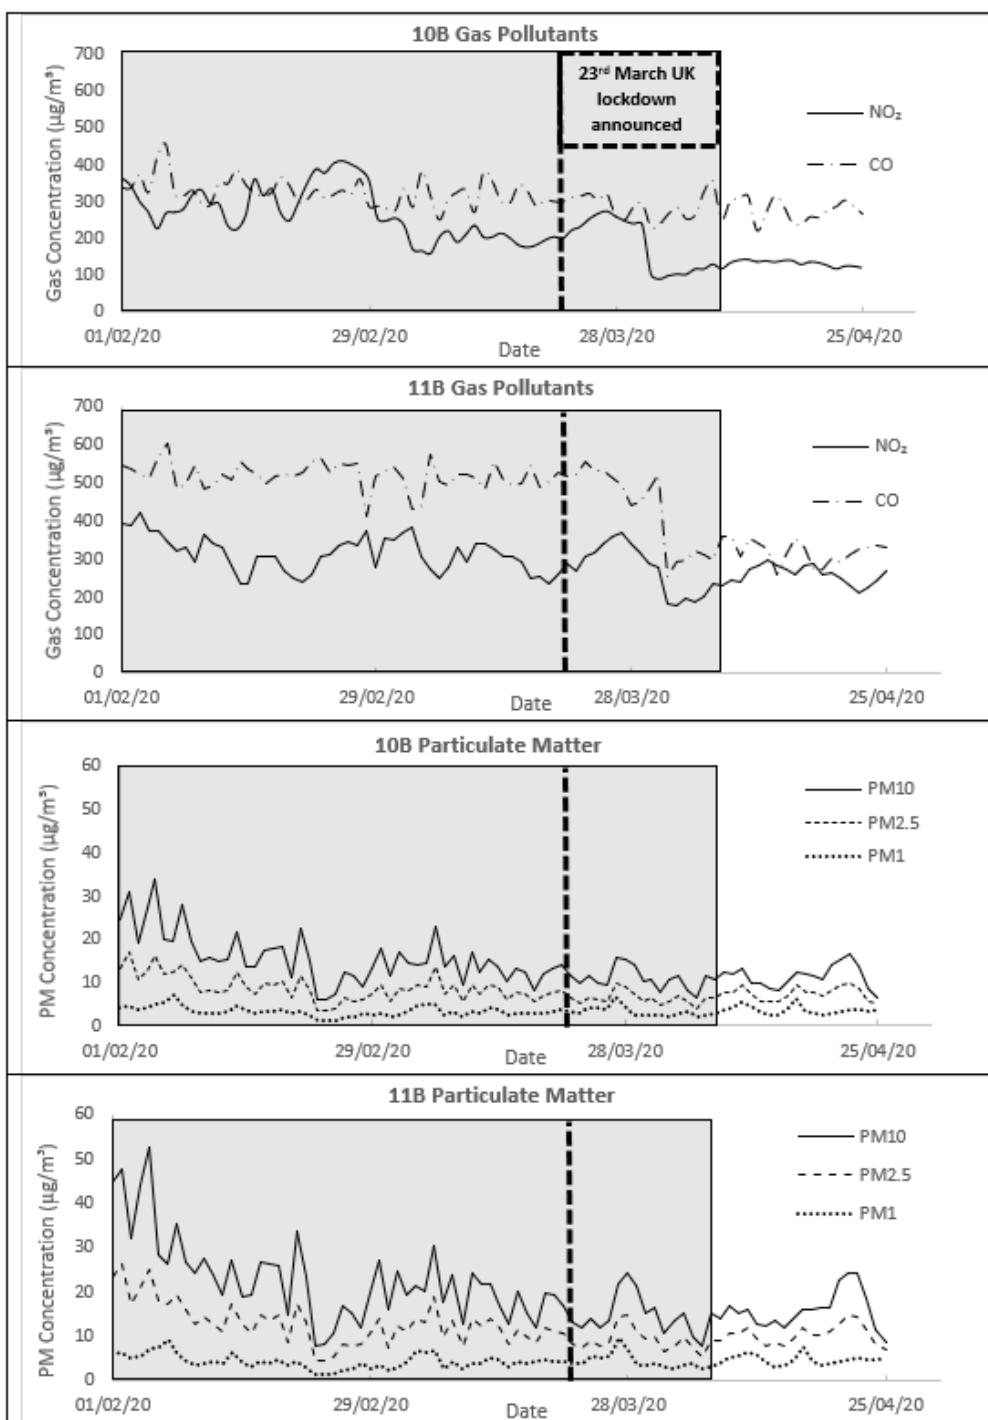 10B Gas Pollutants
Gas Concentration (µg/m³)
700
600
500
400
300
200
100
0
23rd March UK
lockdown
announced
NO₂
CO
01/02/20
29/02/20
28/03/20
25/04/20
Date
11B Gas Pollutants
Gas Concentration (µg/m³)
700
600
500
400
300
200
100
0
NO₂
CO
01/02/20
29/02/20
28/03/20
25/04/20
Date
10B Particulate Matter
PM Concentration (µg/m³)
60
50
40
30
20
10
0
PM10
PM2.5
PM1
01/02/20
29/02/20
28/03/20
25/04/20
Date
11B Particulate Matter
PM Concentration (µg/m³)
60
50
40
30
20
10
0
PM10
PM2.5
PM1
01/02/20
29/02/20
28/03/20
25/04/20
Date